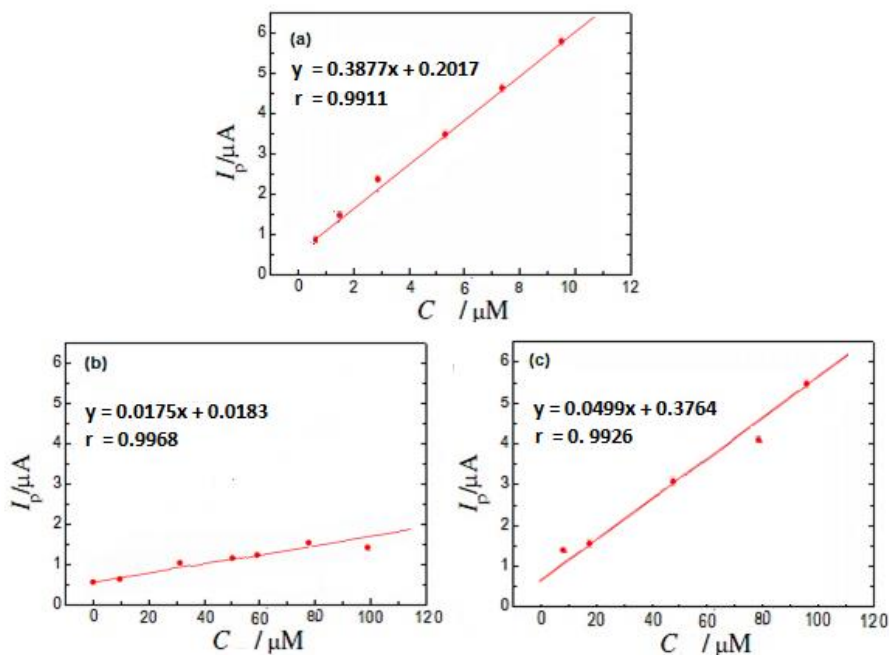 (a)
y = 0.3877x + 0.2017
r = 0.9911
I p /μA
6
5
4
3
2
1
0
0 2 4 6 8 10 12
C / μM
(b)
y = 0.0175x + 0.0183
r = 0.9968
I p /μA
6
5
4
3
2
1
0
0 20 40 60 80 100 120
C / μM
(c)
y = 0.0499x + 0.3764
r = 0. 9926
I p /μA
6
5
4
3
2
1
0
0 20 40 60 80 100 120
C / μM